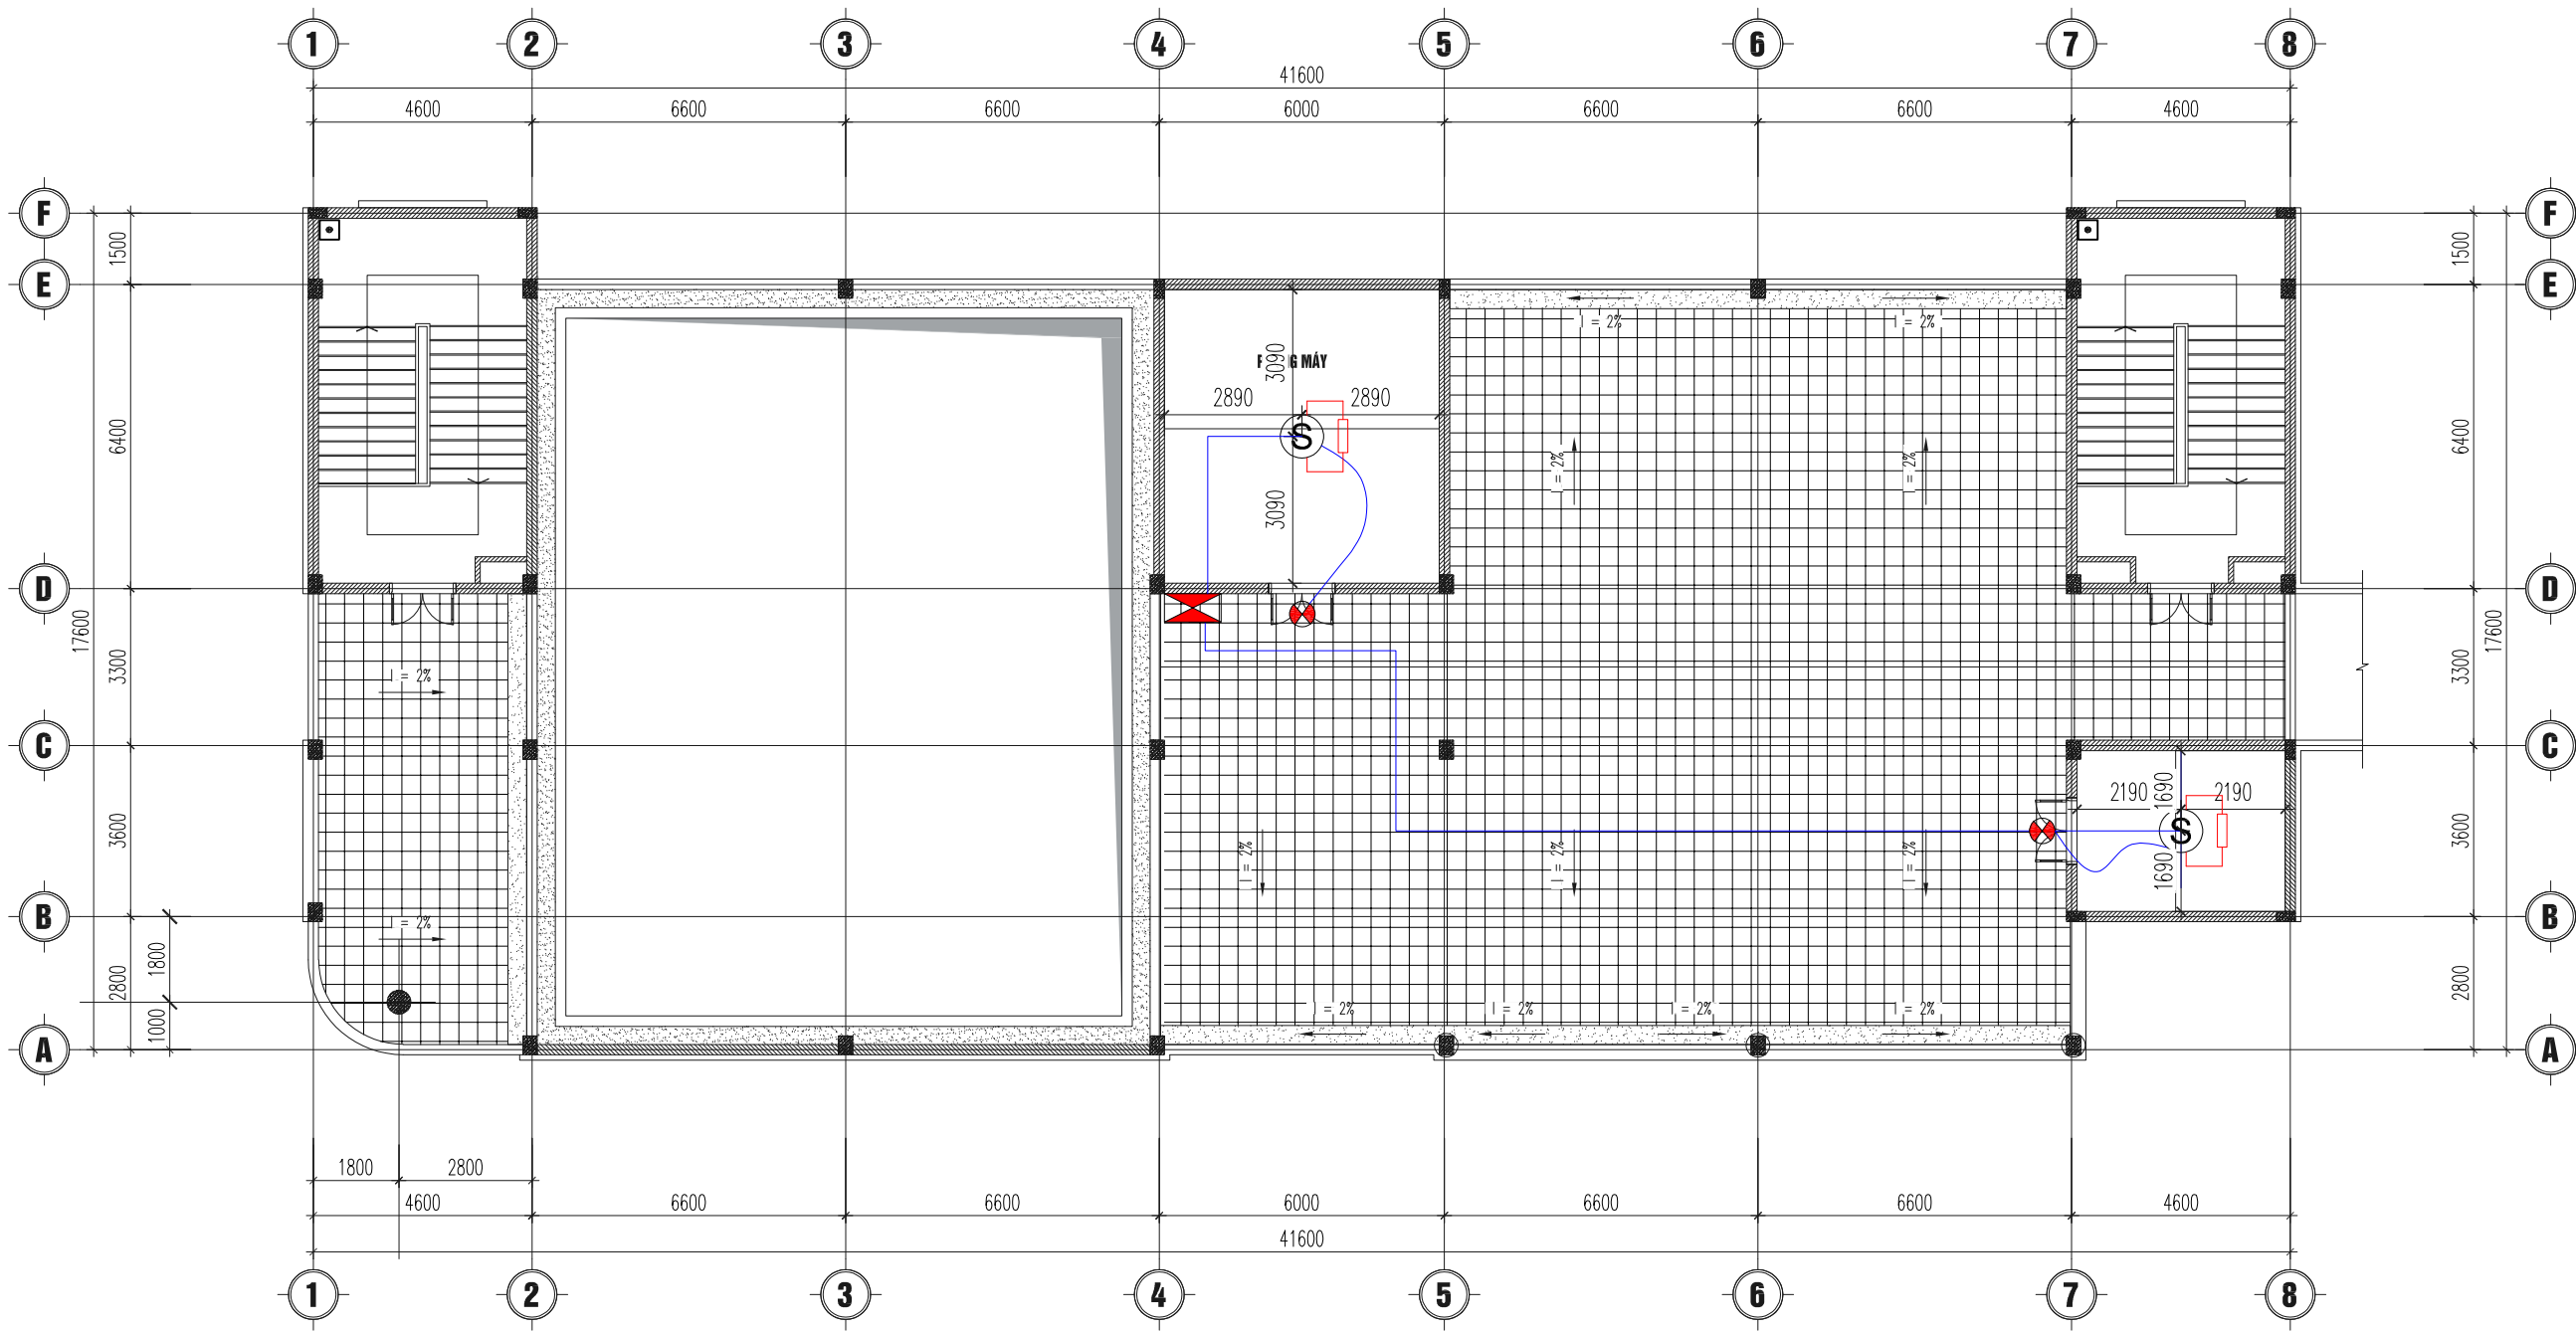 1 2 3 4 5 6 7 8
41600
4600 6600 6600 6000 6600 6600 4600
F F
E E
D D
C C
B B
A A
1500
6400
3300
3600
2800
17600
1800
1000
1500
6400
3300
3600
2800
17600
MÁY
3090
2890 2890
S
3090
I = 2%
I = 2%
= 2%
= 2%
I = 2%
I = 2%
I = 2%
I = 2%
I = 2%
2190 1690 2190
S
1690
= 2%
I = 2%
I = 2%
I = 2%
1800 2800
4600 6600 6600 6000 6600 6600 4600
41600
1 2 3 4 5 6 7 8